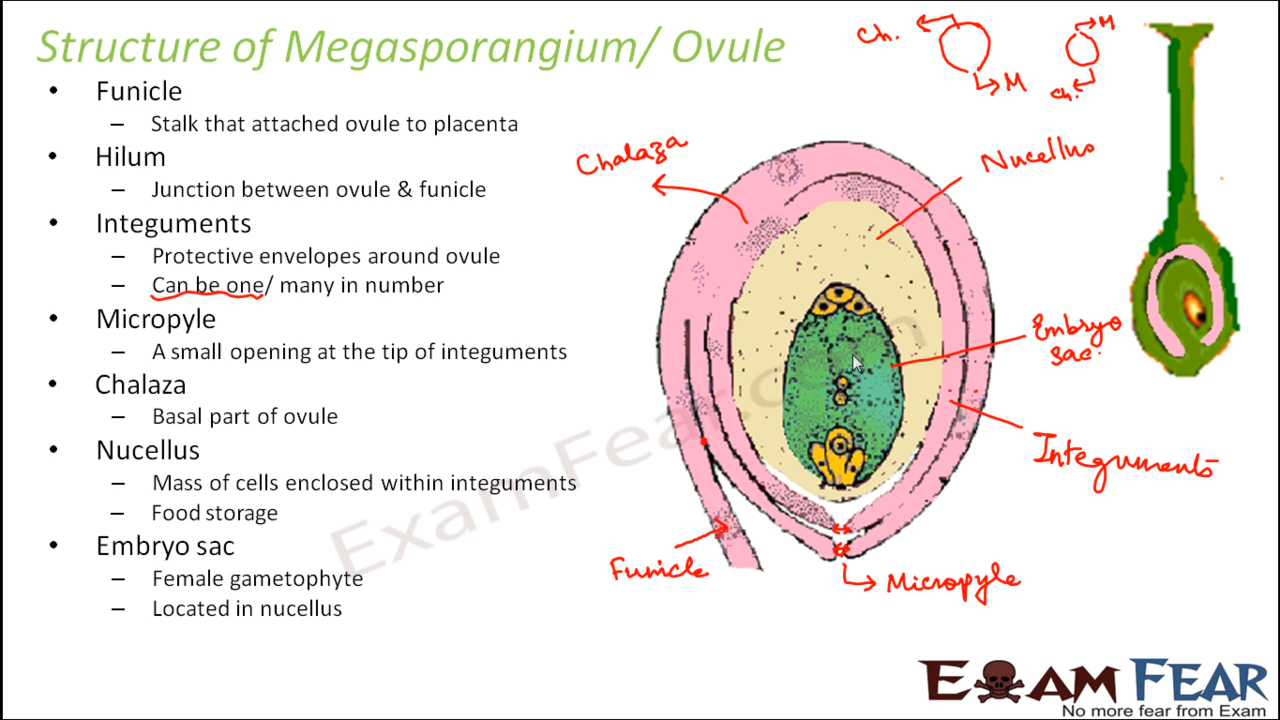 Structure of Megasporangium/ Ovule
• Funicle
– Stalk that attached ovule to placenta
• Hilum
– Junction between ovule & funicle
• Integuments
– Protective envelopes around ovule
– Can be one/ many in number
• Micropyle
– A small opening at the tip of integuments
• Chalaza
– Basal part of ovule
• Nucellus
– Mass of cells enclosed within integuments
– Food storage
• Embryo sac
– Female gametophyte
– Located in nucellus
Ch.
M
M
Ch.
Chalaza
Nucellus
Embryo
sac.
Integuments
Funicle
Micropyle
ExamFear.com
EXAM FEAR
No more fear from Exam